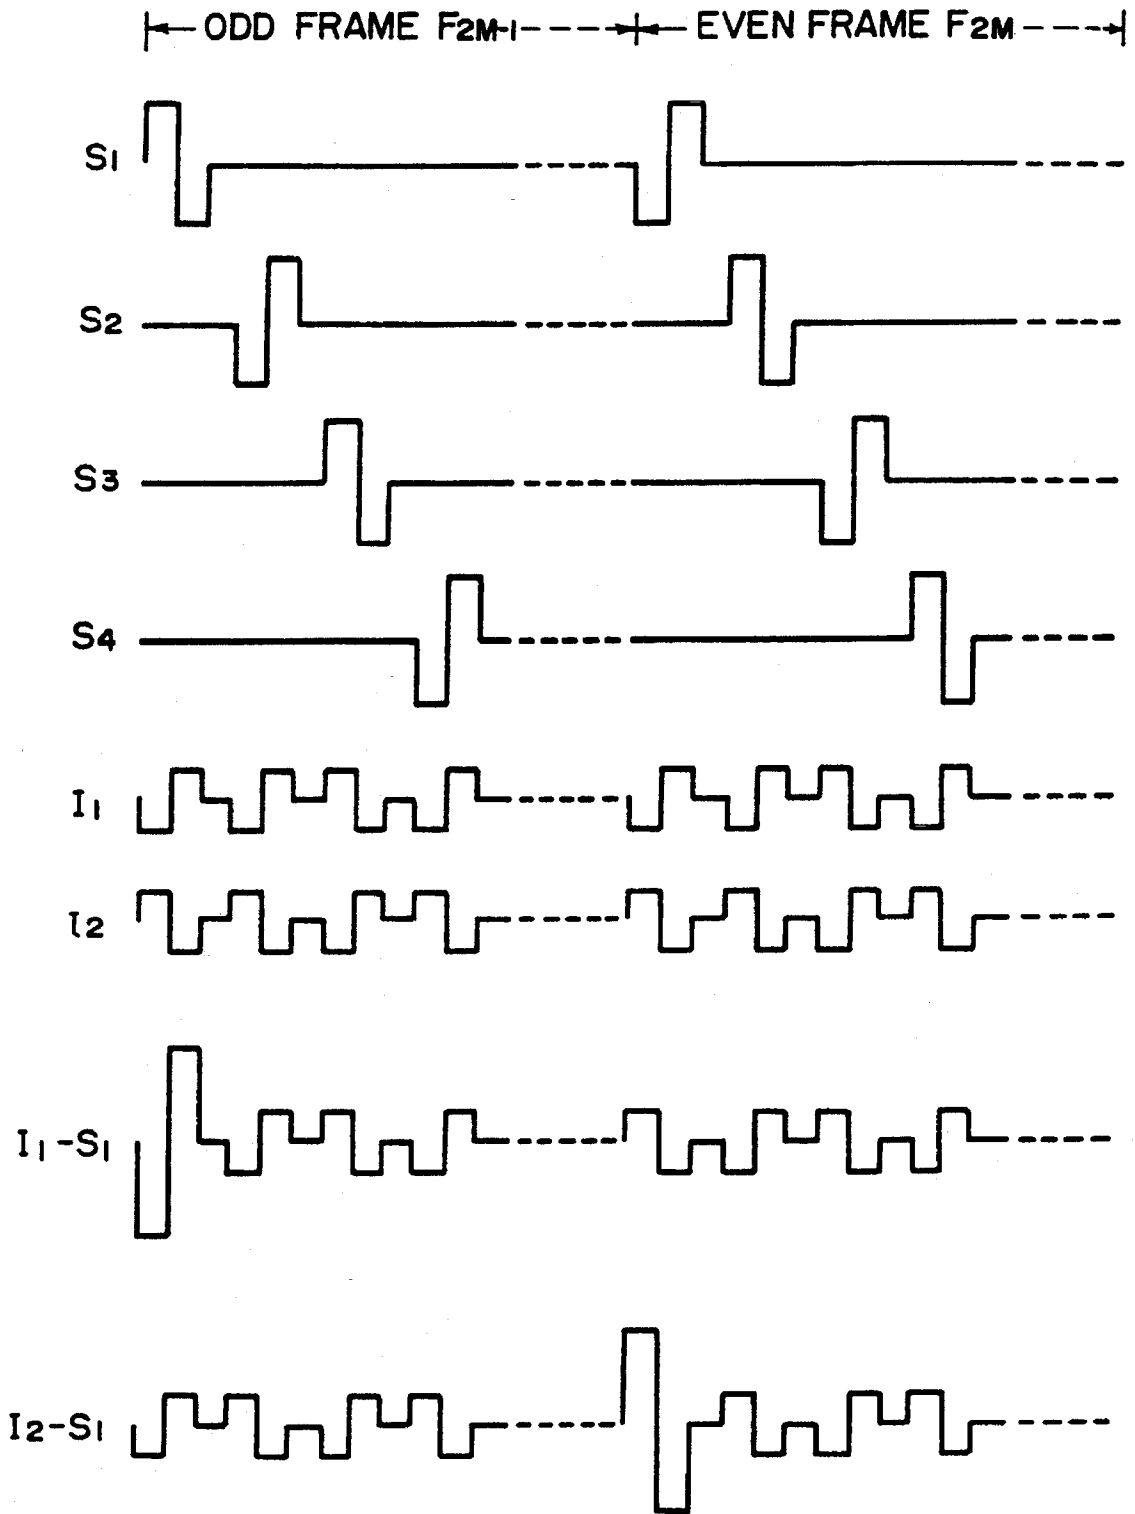 ODD FRAME F2M-1 EVEN FRAME F2M
S1
S2
S3
S4
I1
I2
I1-S1
I2-S1